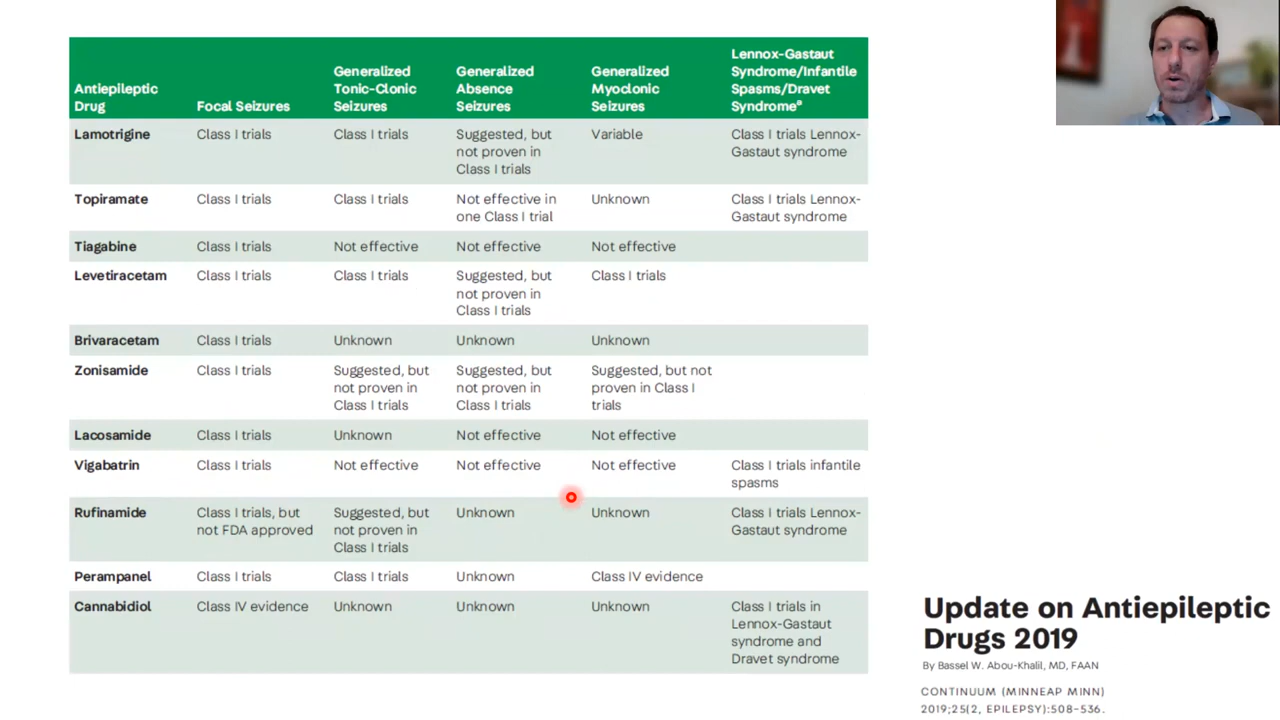 Antiepileptic
Drug
Focal Seizures
Generalized
Tonic-Clonic
Seizures
Generalized
Absence
Seizures
Generalized
Myoclonic
Seizures
Lennox-Gastaut
Syndrome/Infantile
Spasms/Dravet
Syndromeª
Lamotrigine
Class I trials
Class I trials
Suggested, but
not proven in
Class I trials
Variable
Class I trials Lennox-
Gastaut syndrome
Topiramate
Class I trials
Class I trials
Not effective in
one Class I trial
Unknown
Class I trials Lennox-
Gastaut syndrome
Tiagabine
Class I trials
Not effective
Not effective
Not effective
Levetiracetam
Class I trials
Class I trials
Suggested, but
not proven in
Class I trials
Class I trials
Brivaracetam
Class I trials
Unknown
Unknown
Unknown
Zonisamide
Class I trials
Suggested, but
not proven in
Class I trials
Suggested, but
not proven in
Class I trials
Suggested, but not
proven in Class I
trials
Lacosamide
Class I trials
Unknown
Not effective
Not effective
Vigabatrin
Class I trials
Not effective
Not effective
Not effective
Class I trials infantile
spasms
Rufinamide
Class I trials, but
not FDA approved
Suggested, but
not proven in
Class I trials
Unknown
Unknown
Class I trials Lennox-
Gastaut syndrome
Perampanel
Class I trials
Class I trials
Unknown
Class IV evidence
Cannabidiol
Class IV evidence
Unknown
Unknown
Unknown
Class I trials in
Lennox-Gastaut
syndrome and
Dravet syndrome
Update on Antiepileptic
Drugs 2019
By Bassel W. Abou-Khalil, MD, FAAN
CONTINUUM (MINNEAP MINN)
2019;25(2, EPILEPSY):508–536.